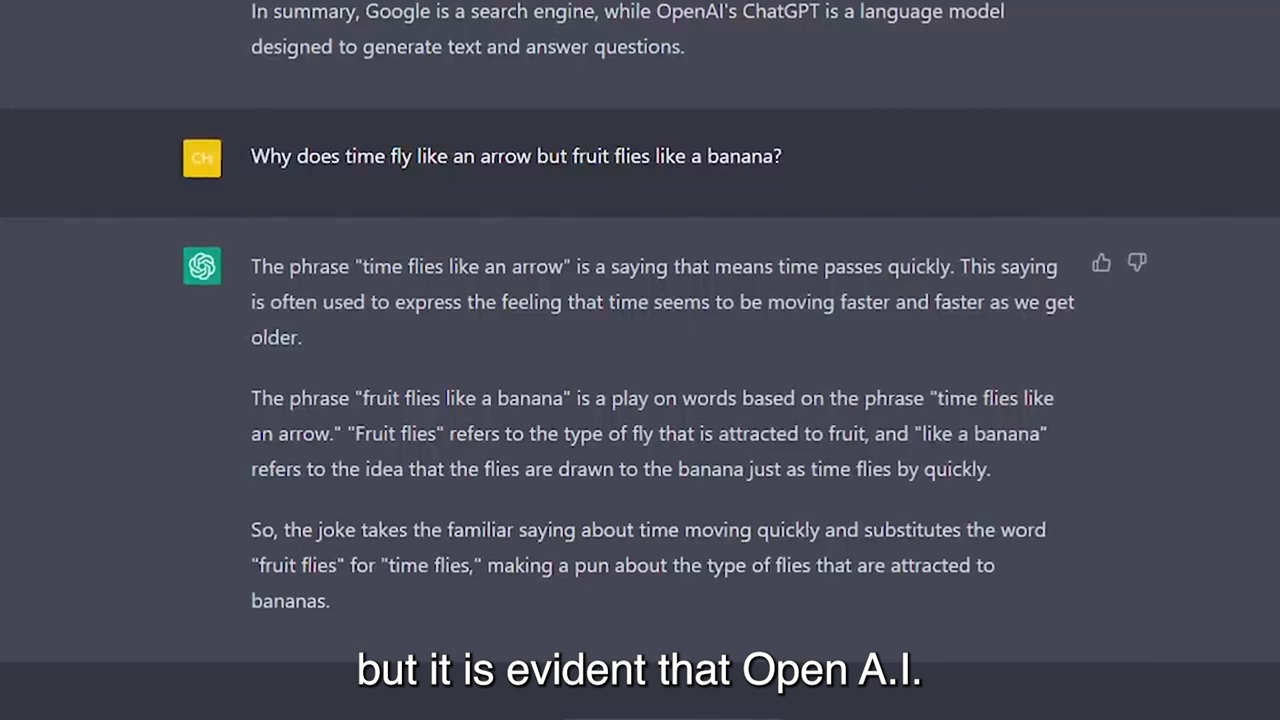 In summary, Google is a search engine, while OpenAI's ChatGPT is a language model
designed to generate text and answer questions.
CH
Why does time fly like an arrow but fruit flies like a banana?
The phrase "time flies like an arrow" is a saying that means time passes quickly. This saying
is often used to express the feeling that time seems to be moving faster and faster as we get
older.
The phrase "fruit flies like a banana" is a play on words based on the phrase "time flies like
an arrow." "Fruit flies" refers to the type of fly that is attracted to fruit, and "like a banana"
refers to the idea that the flies are drawn to the banana just as time flies by quickly.
So, the joke takes the familiar saying about time moving quickly and substitutes the word
"fruit flies" for "time flies," making a pun about the type of flies that are attracted to
bananas.
but it is evident that Open A.I.